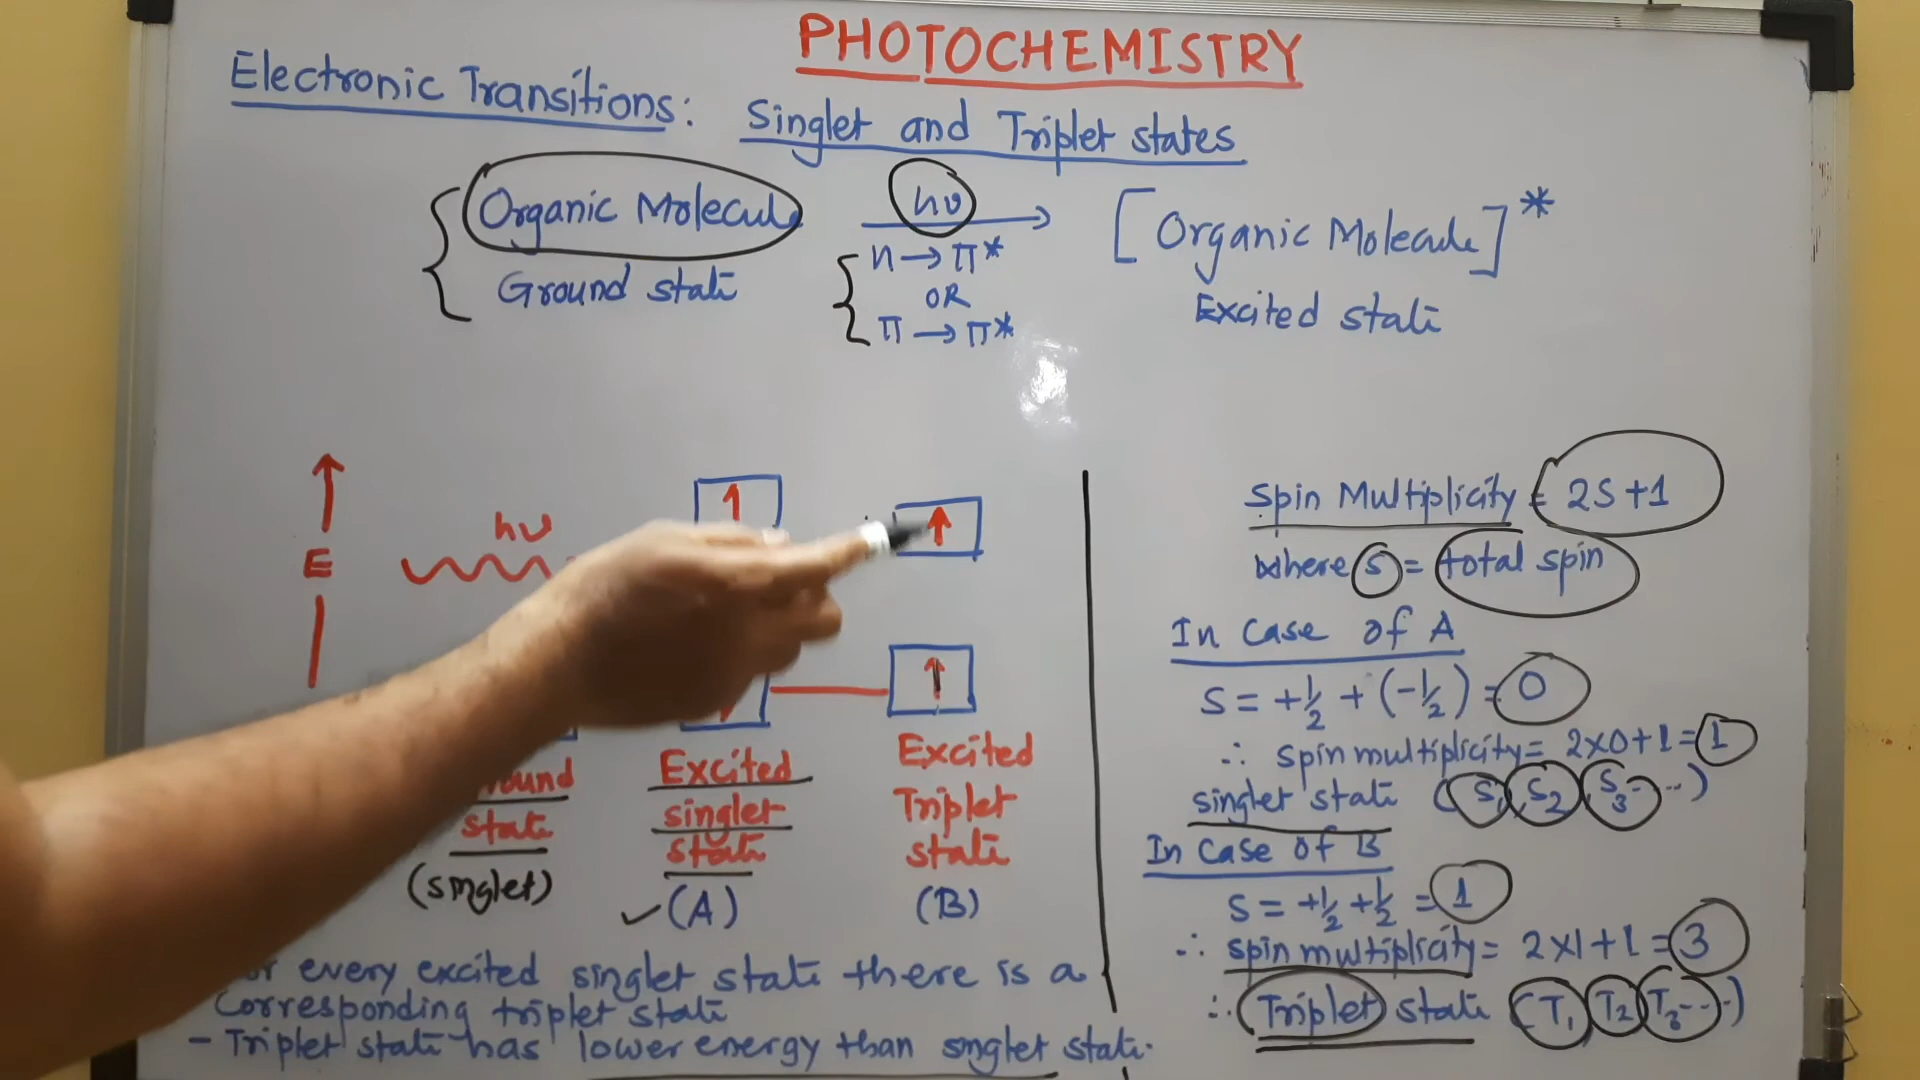 PHOTOCHEMISTRY
Electronic Transitions: Singlet and Triplet states
Organic Molecule hν [Organic Molecule]*
n→π*
Ground state OR Excited state
π→π*
E
hν
Excited singlet state
(A)
Excited Triplet state
(B)
state
(singlet)
every excited singlet state there is a
corresponding triplet state
- Triplet state has lower energy than singlet state.
Spin Multiplicity = 2S+1
where S = total spin
In case of A
S = +1/2 + (-1/2) = 0
∴ spin multiplicity = 2x0+1 = 1
singlet state (S1, S2, S3--..)
In case of B
S = +1/2 + 1/2 = 1
∴ spin multiplicity = 2x1+1 = 3
∴ Triplet state (T1, T2, T3--..)